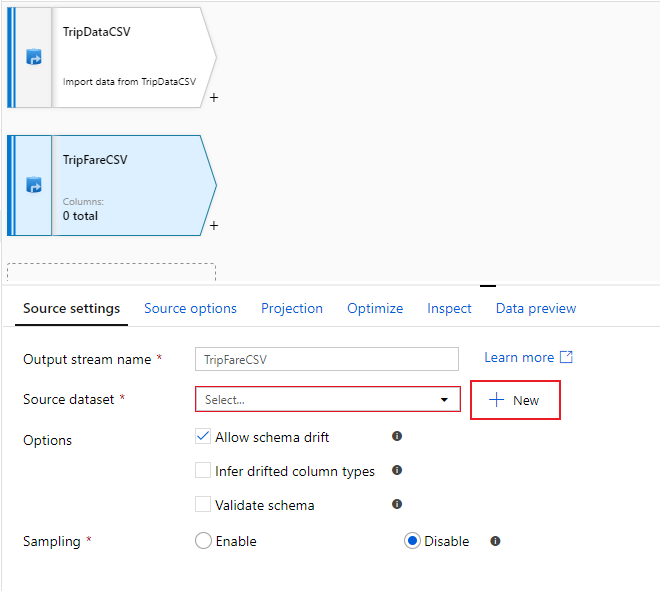 TripDataCSV
Import data from TripDataCSV
+
TripFareCSV
Columns:
0 total
+
Source settings Source options Projection Optimize Inspect Data preview
Output stream name * TripFareCSV Learn more
Source dataset * Select... + New
Options Allow schema drift
Infer drifted column types
Validate schema
Sampling * Enable Disable